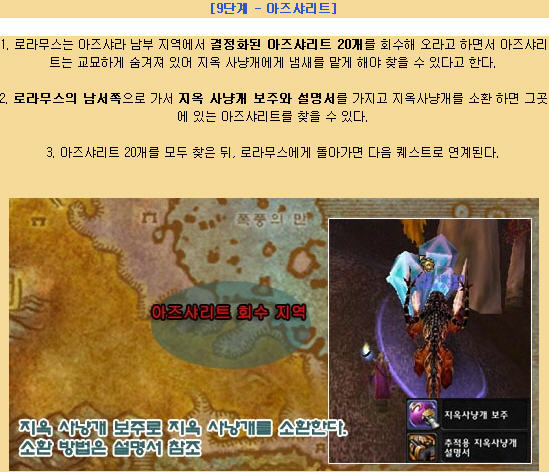 [9단계 - 아즈샤리트]
1. 로라무스는 아즈샤라 남부 지역에서 결정화된 아즈샤리트 20개를 회수해 오라고 하면서 아즈샤리
트는 교묘하게 숨겨져 있어 지옥 사냥개에게 냄새를 맡게 해야 찾을 수 있다고 한다.
2. 로라무스의 남서쪽으로 가서 지옥 사냥개 보주와 설명서를 가지고 지옥사냥개를 소환 하면 그곳
에 있는 아즈샤리트를 찾을 수 있다.
3. 아즈샤리트 20개를 모두 찾은 뒤, 로라무스에게 돌아가면 다음 퀘스트로 연계된다.
폭풍의 만
아즈샤리트 회수 지역
지옥사냥개 보주
추적용 지옥사냥개
설명서
지옥 사냥개 보주로 지옥 사냥개를 소환한다.
소환 방법은 설명서 참조